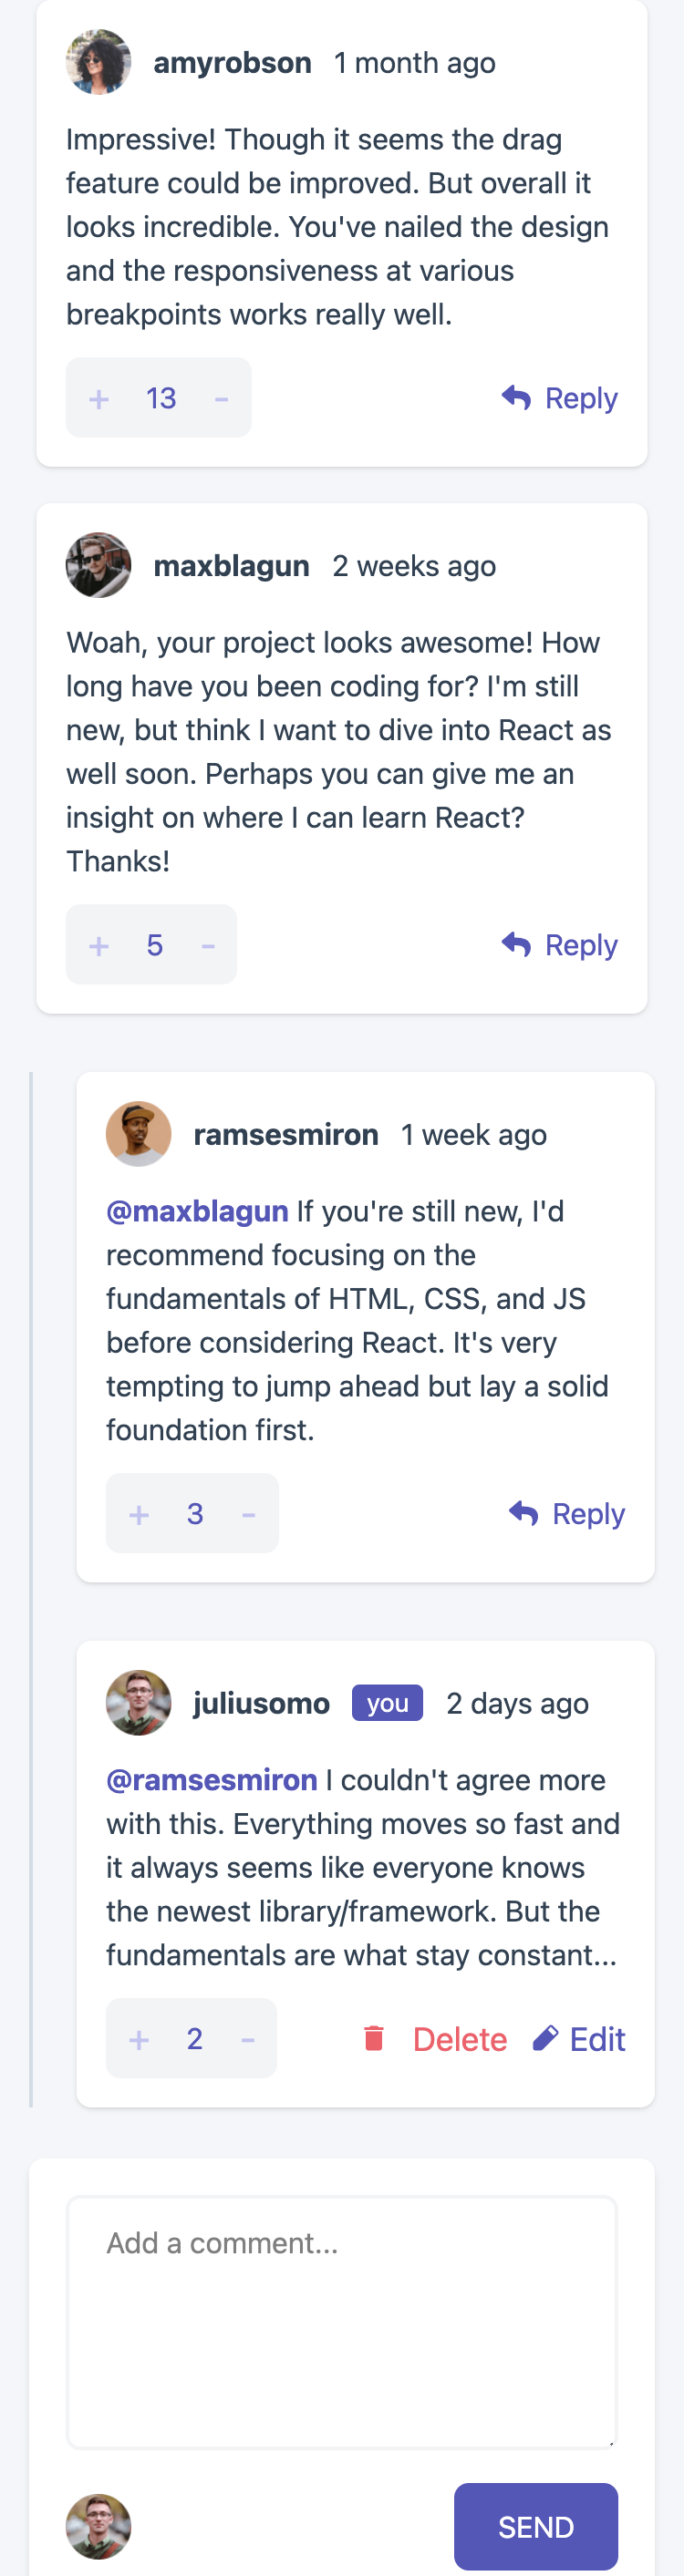 amyrobson 1 month ago
Impressive! Though it seems the drag
feature could be improved. But overall it
looks incredible. You've nailed the design
and the responsiveness at various
breakpoints works really well.
+ 13 - Reply
maxblagun 2 weeks ago
Woah, your project looks awesome! How
long have you been coding for? I'm still
new, but think I want to dive into React as
well soon. Perhaps you can give me an
insight on where I can learn React?
Thanks!
+ 5 - Reply
ramsesmiron 1 week ago
@maxblagun If you're still new, I'd
recommend focusing on the
fundamentals of HTML, CSS, and JS
before considering React. It's very
tempting to jump ahead but lay a solid
foundation first.
+ 3 - Reply
juliusomo you 2 days ago
@ramsesmiron I couldn't agree more
with this. Everything moves so fast and
it always seems like everyone knows
the newest library/framework. But the
fundamentals are what stay constant...
+ 2 - Delete Edit
Add a comment...
SEND